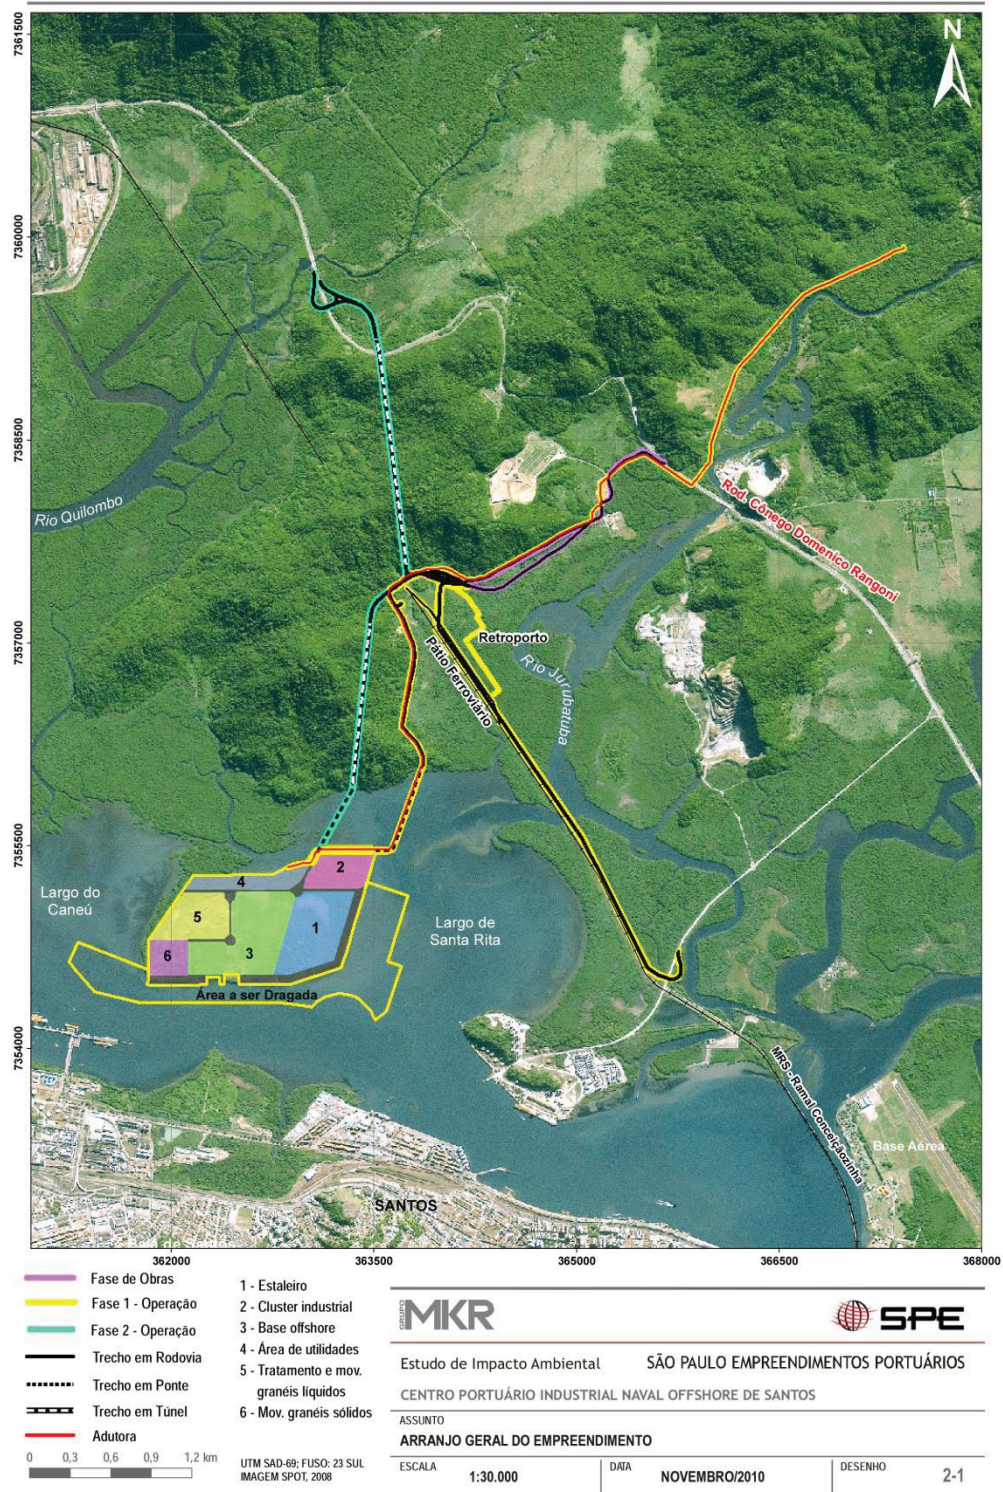 N
7361500
7360000
7358500
7357000
7355500
7354000
Rio Quilombo
Rod. Cônego Domenico Rangoni
Retroporto
Rio Jurubatuba
Pátio Ferroviário
Largo do
Caneú
Largo de
Santa Rita
1
2
3
4
5
6
Área a ser Dragada
MRS - Ramal Conceiçãozinha
Base Aérea
SANTOS
362000
363500
365000
366500
368000
Fase de Obras
Fase 1 - Operação
Fase 2 - Operação
Trecho em Rodovia
Trecho em Ponte
Trecho em Túnel
Adutora
0 0,3 0,6 0,9 1,2 km
1 - Estaleiro
2 - Cluster industrial
3 - Base offshore
4 - Área de utilidades
5 - Tratamento e mov.
granéis líquidos
6 - Mov. granéis sólidos
UTM SAD-69; FUSO: 23 SUL
IMAGEM SPOT, 2008
GRUPO
MKR
SPE
Estudo de Impacto Ambiental
SÃO PAULO EMPREENDIMENTOS PORTUÁRIOS
CENTRO PORTUÁRIO INDUSTRIAL NAVAL OFFSHORE DE SANTOS
ASSUNTO
ARRANJO GERAL DO EMPREENDIMENTO
ESCALA
1:30.000
DATA
NOVEMBRO/2010
DESENHO
2-1